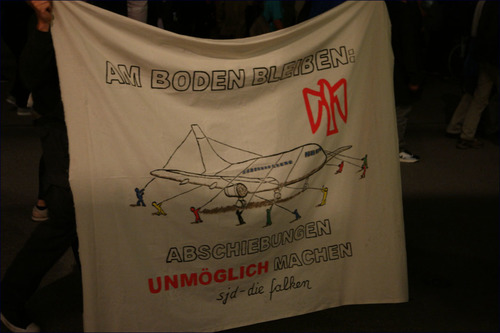 AM BODEN BLEIBEN:
ABSCHIEBUNGEN
UNMÖGLICH MACHEN
sjd - die falken